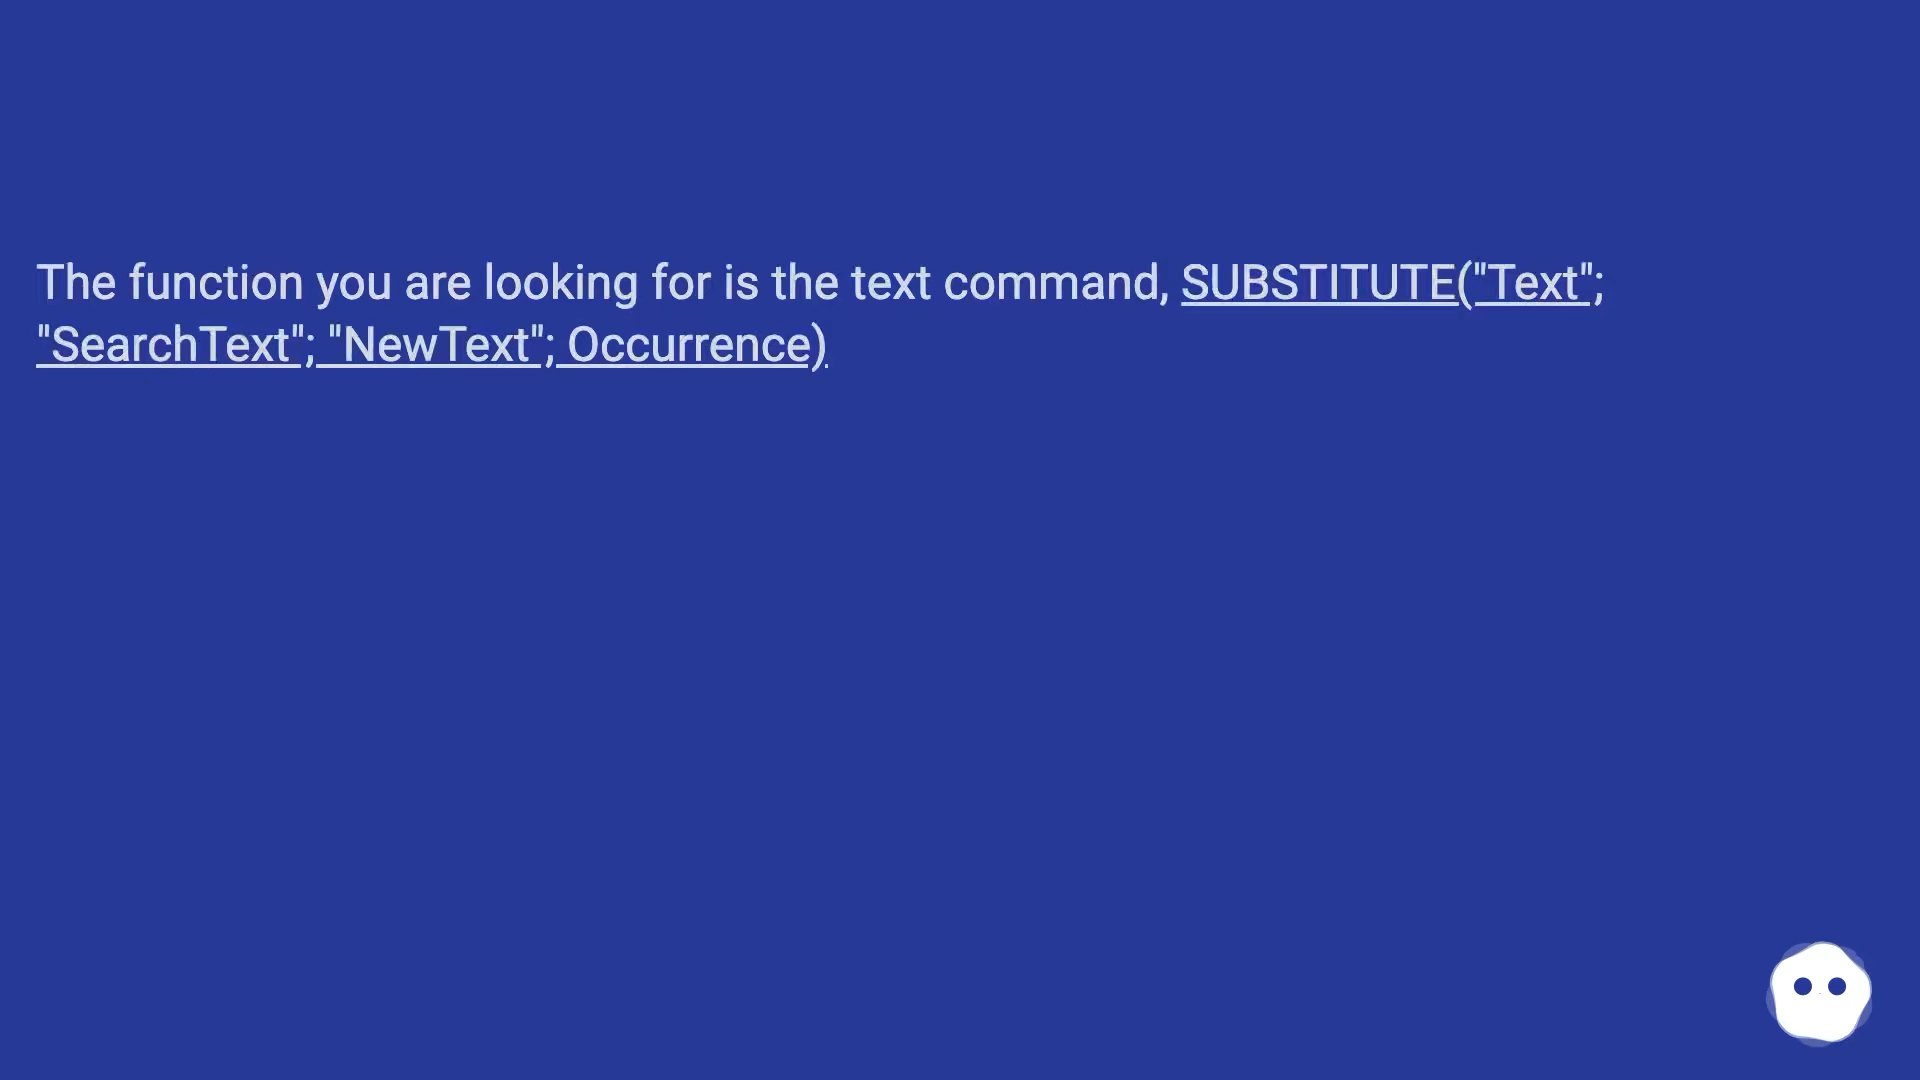 The function you are looking for is the text command, SUBSTITUTE("Text";
"SearchText"; "NewText"; Occurrence)